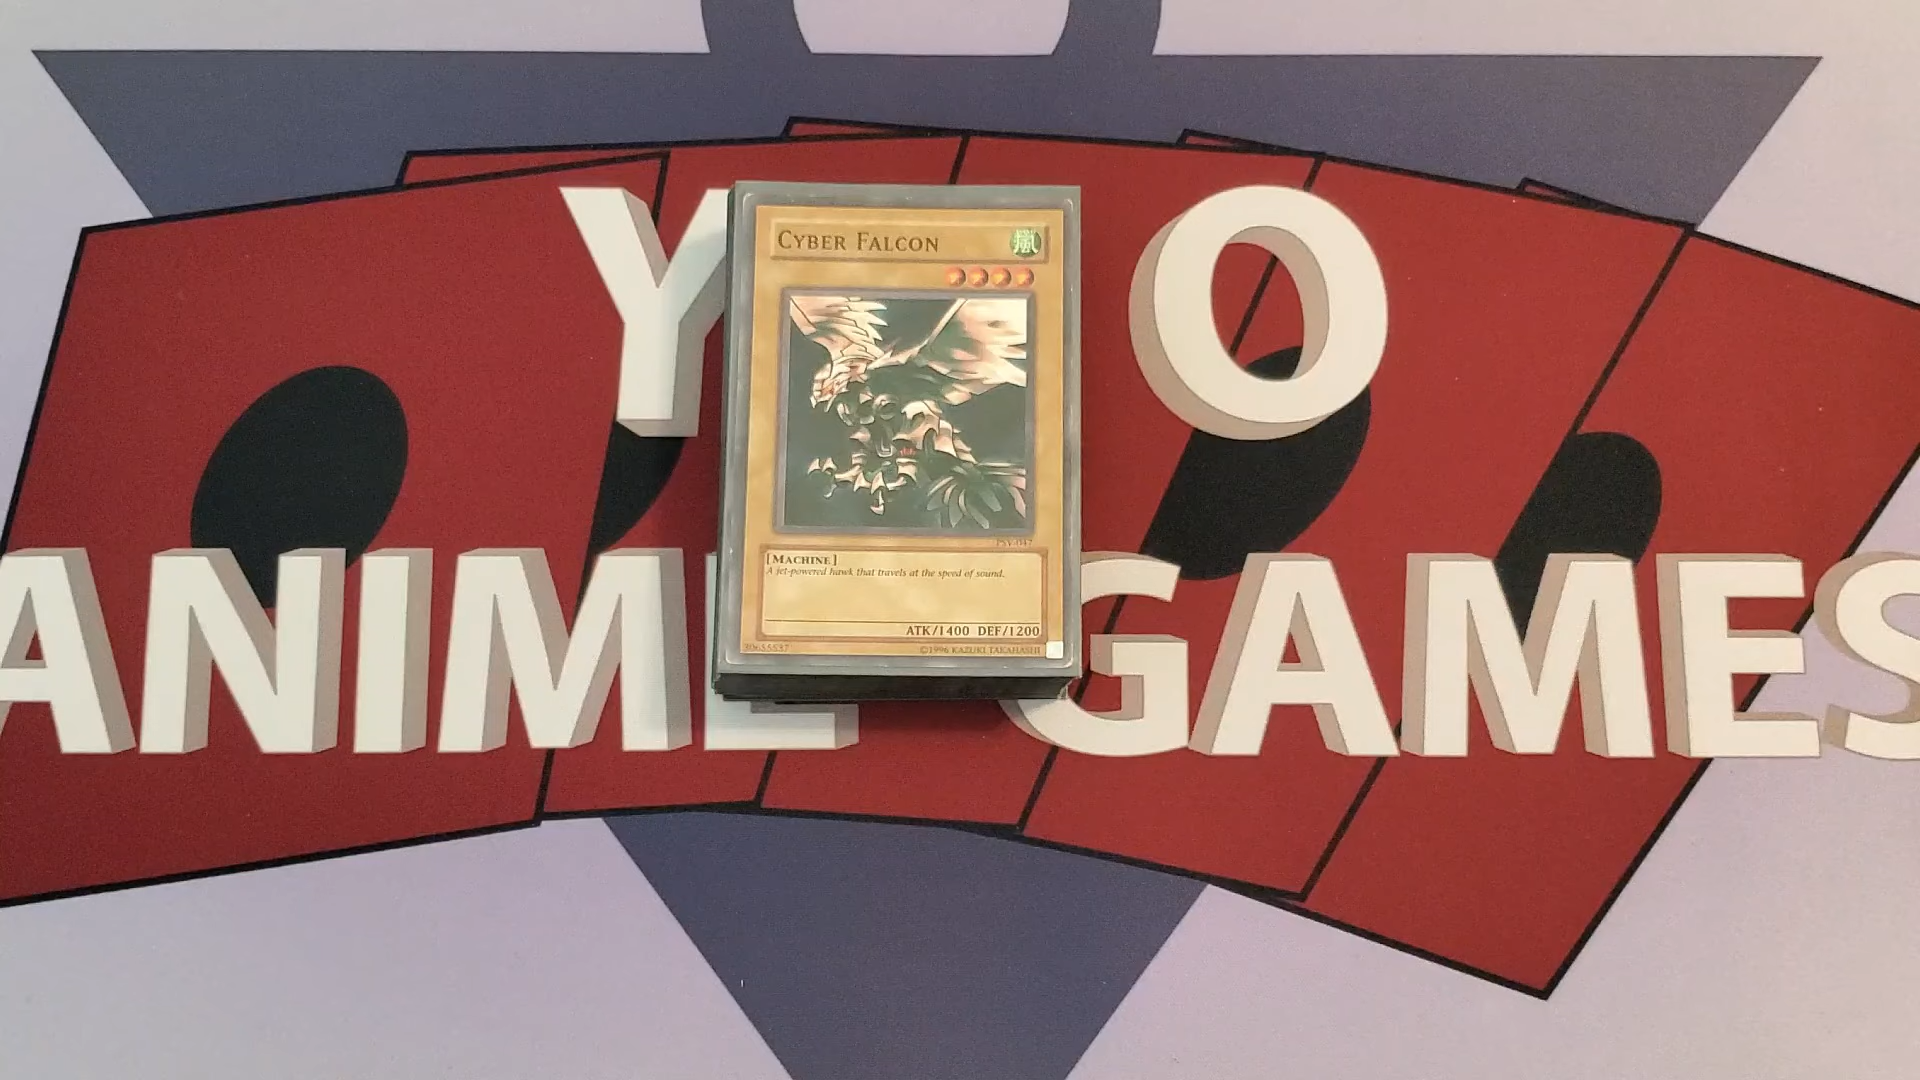 Y O
CYBER FALCON 風
PSV-047
[MACHINE]
A jet-powered hawk that travels at the speed of sound.
ATK/1400 DEF/1200
30655537
©1996 KAZUKI TAKAHASHI
ANIME GAMES